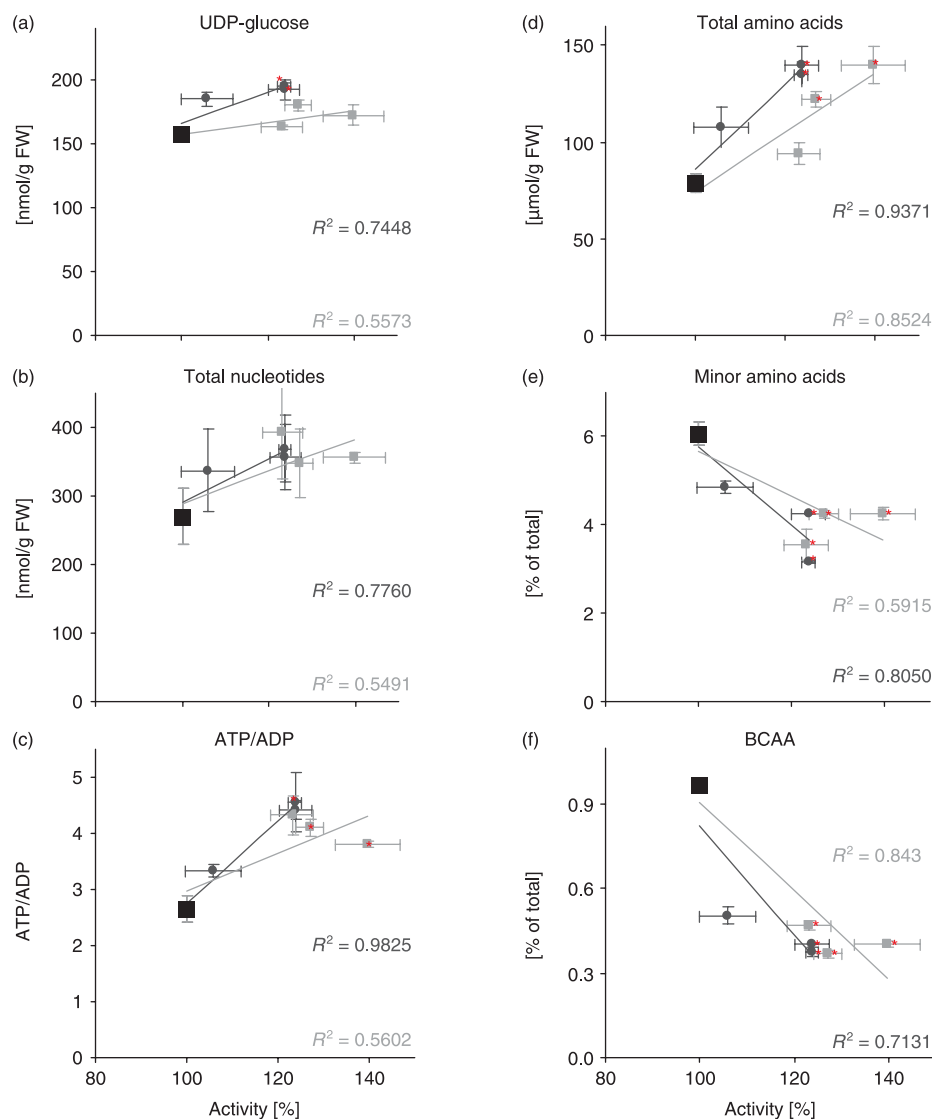 (a) UDP-glucose
200
150
100
50
0
[nmol/g FW]
R² = 0.7448
R² = 0.5573
(d) Total amino acids
150
100
50
0
[µmol/g FW]
R² = 0.9371
R² = 0.8524
(b) Total nucleotides
400
300
200
100
0
[nmol/g FW]
R² = 0.7760
R² = 0.5491
(e) Minor amino acids
6
4
2
0
[% of total]
R² = 0.5915
R² = 0.8050
(c) ATP/ADP
5
4
3
2
1
0
ATP/ADP
R² = 0.9825
R² = 0.5602
80 100 120 140
Activity [%]
(f) BCAA
0.9
0.6
0.3
0.0
[% of total]
R² = 0.843
R² = 0.7131
80 100 120 140
Activity [%]